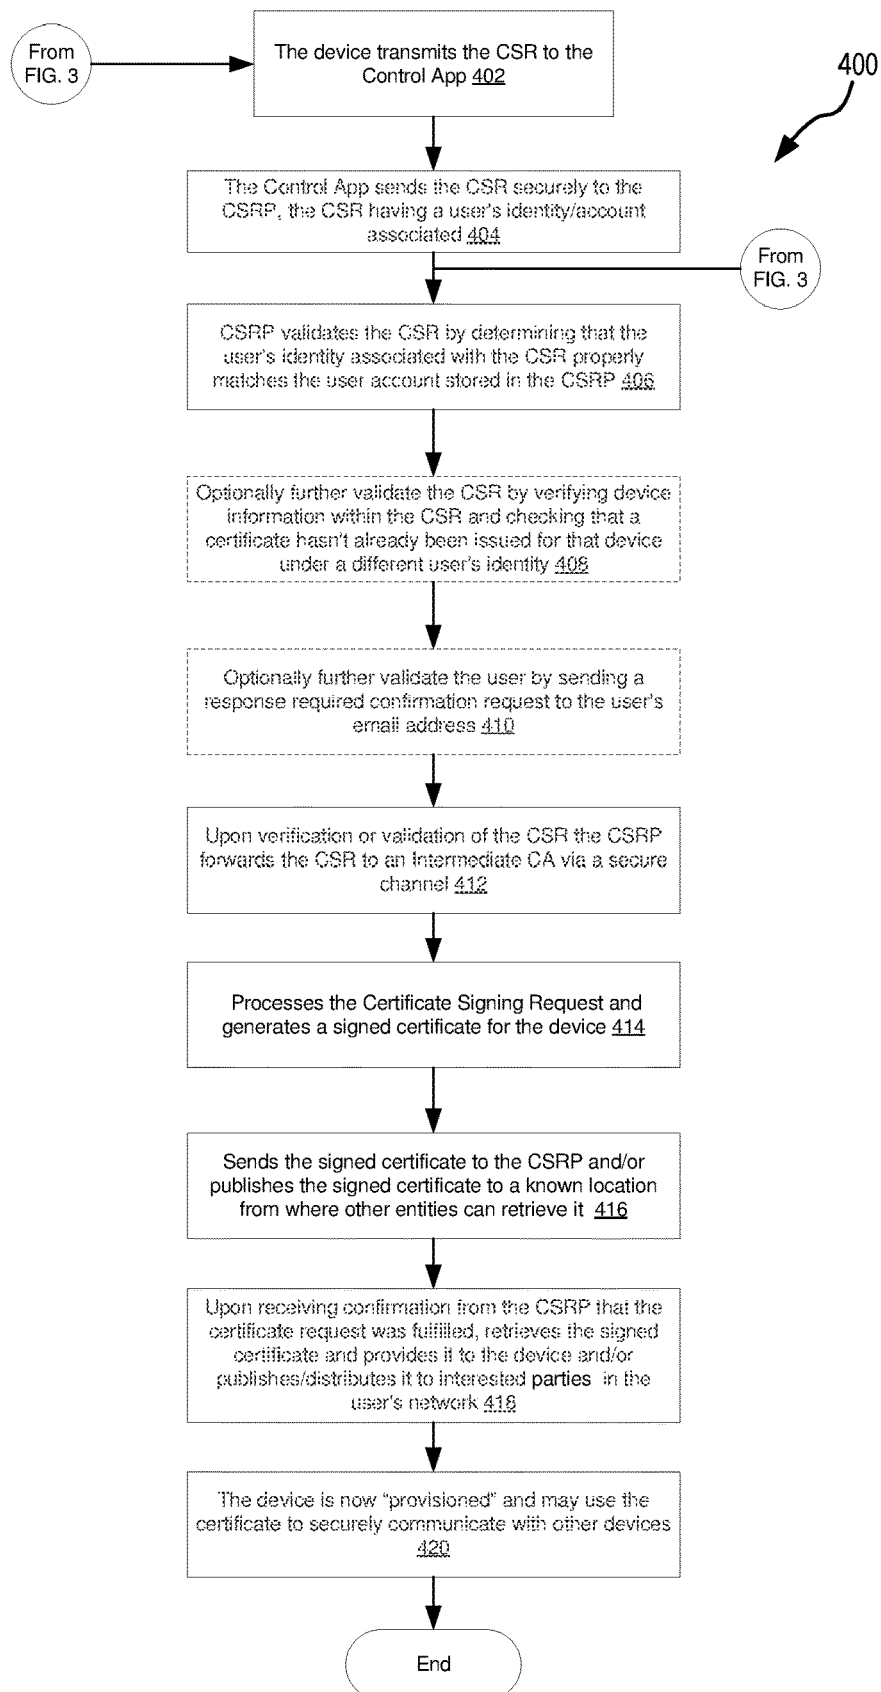 From
FIG. 3
The device transmits the CSR to the
Control App 402
400
The Control App sends the CSR securely to the
CSRP, the CSR having a user's identity/account
associated 404
From
FIG. 3
CSRP validates the CSR by determining that the
user's identity associated with the CSR properly
matches the user account stored in the CSRP 406
Optionally further validate the CSR by verifying device
information within the CSR and checking that a
certificate hasn't already been issued for that device
under a different user's identity 408
Optionally further validate the user by sending a
response required confirmation request to the user's
email address 410
Upon verification or validation of the CSR the CSRP
forwards the CSR to an Intermediate CA via a secure
channel 412
Processes the Certificate Signing Request and
generates a signed certificate for the device 414
Sends the signed certificate to the CSRP and/or
publishes the signed certificate to a known location
from where other entities can retrieve it 416
Upon receiving confirmation from the CSRP that the
certificate request was fulfilled, retrieves the signed
certificate and provides it to the device and/or
publishes/distributes it to interested parties in the
user's network 418
The device is now "provisioned" and may use the
certificate to securely communicate with other devices
420
End